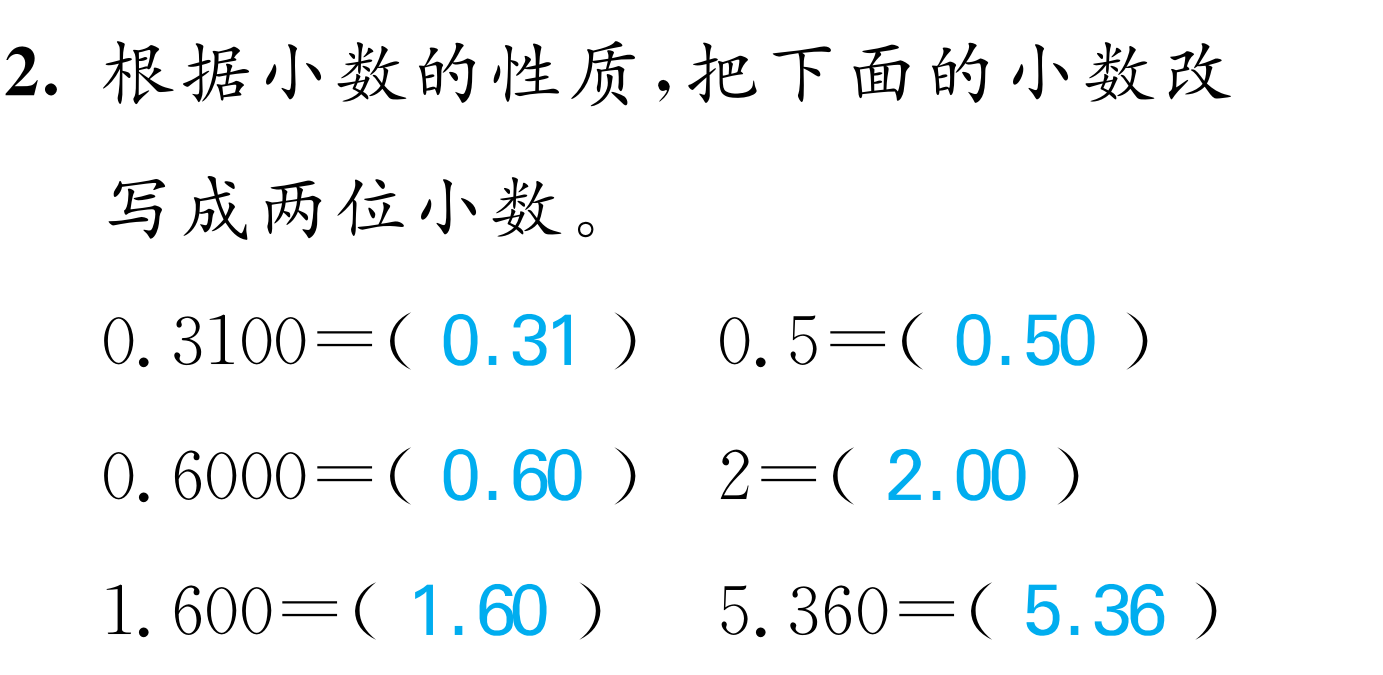 2. 根据小数的性质,把下面的小数改
写成两位小数。
0.3100=( 0.31 ) 0.5=( 0.50 )
0.6000=( 0.60 ) 2=( 2.00 )
1.600=( 1.60 ) 5.360=( 5.36 )